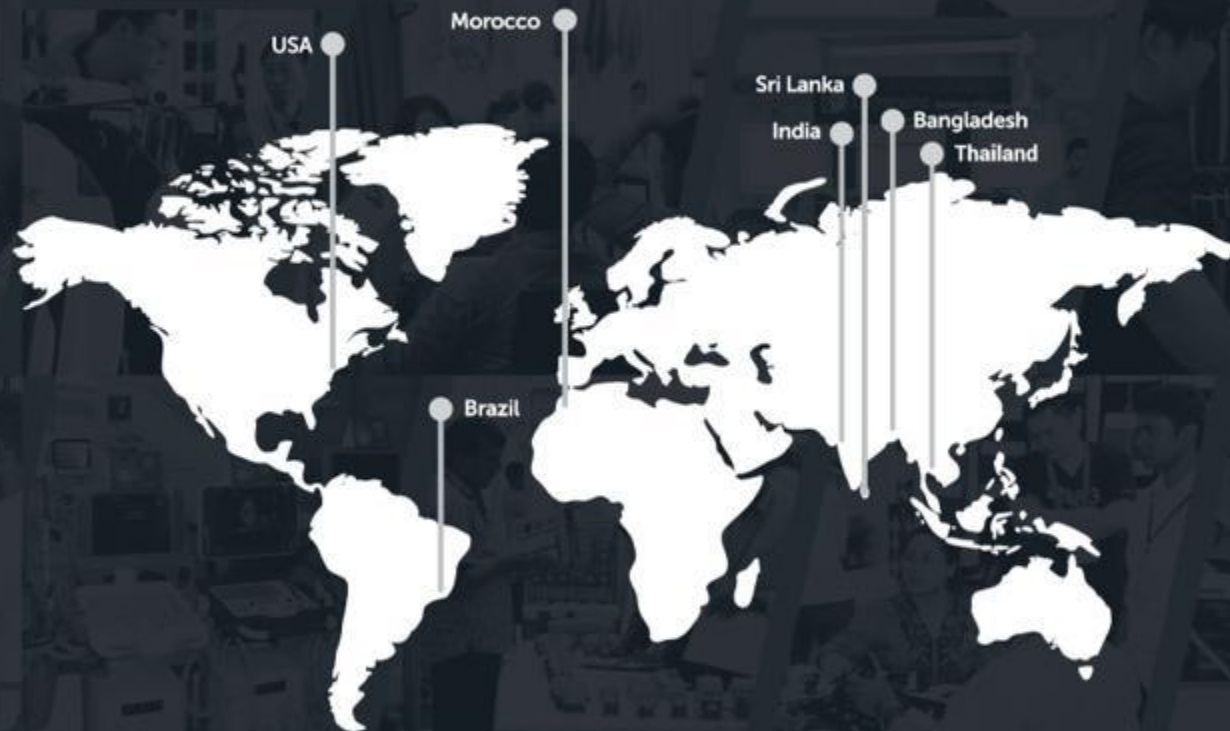 Morocco
USA
Sri Lanka
Bangladesh
India
Thailand
Brazil